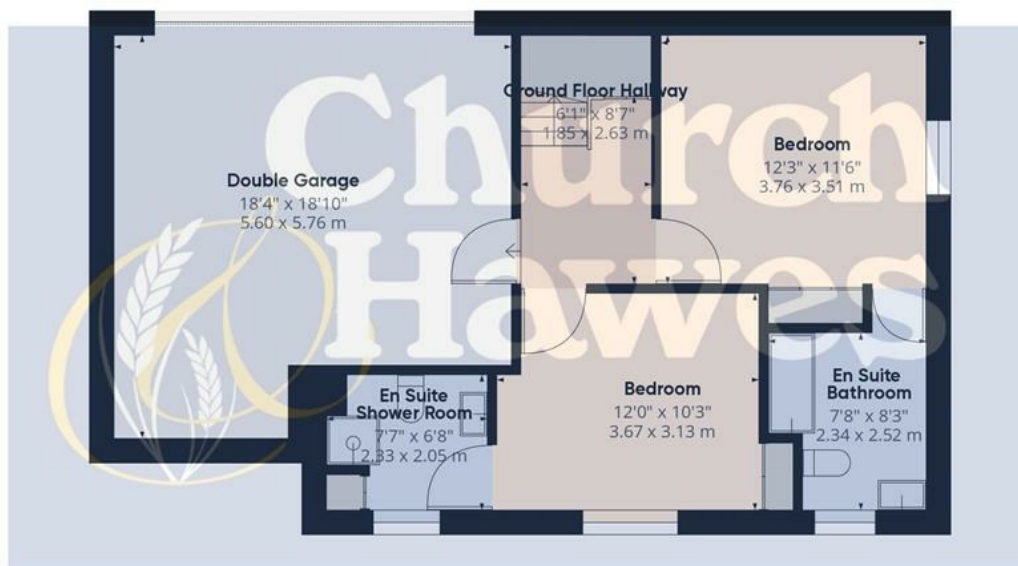 Church
Hawes
Ground Floor Hallway
6'1" x 8'7"
1.85 x 2.63 m
Bedroom
12'3" x 11'6"
3.76 x 3.51 m
Double Garage
18'4" x 18'10"
5.60 x 5.76 m
En Suite
Shower Room
7'7" x 6'8"
2.33 x 2.05 m
Bedroom
12'0" x 10'3"
3.67 x 3.13 m
En Suite
Bathroom
7'8" x 8'3"
2.34 x 2.52 m